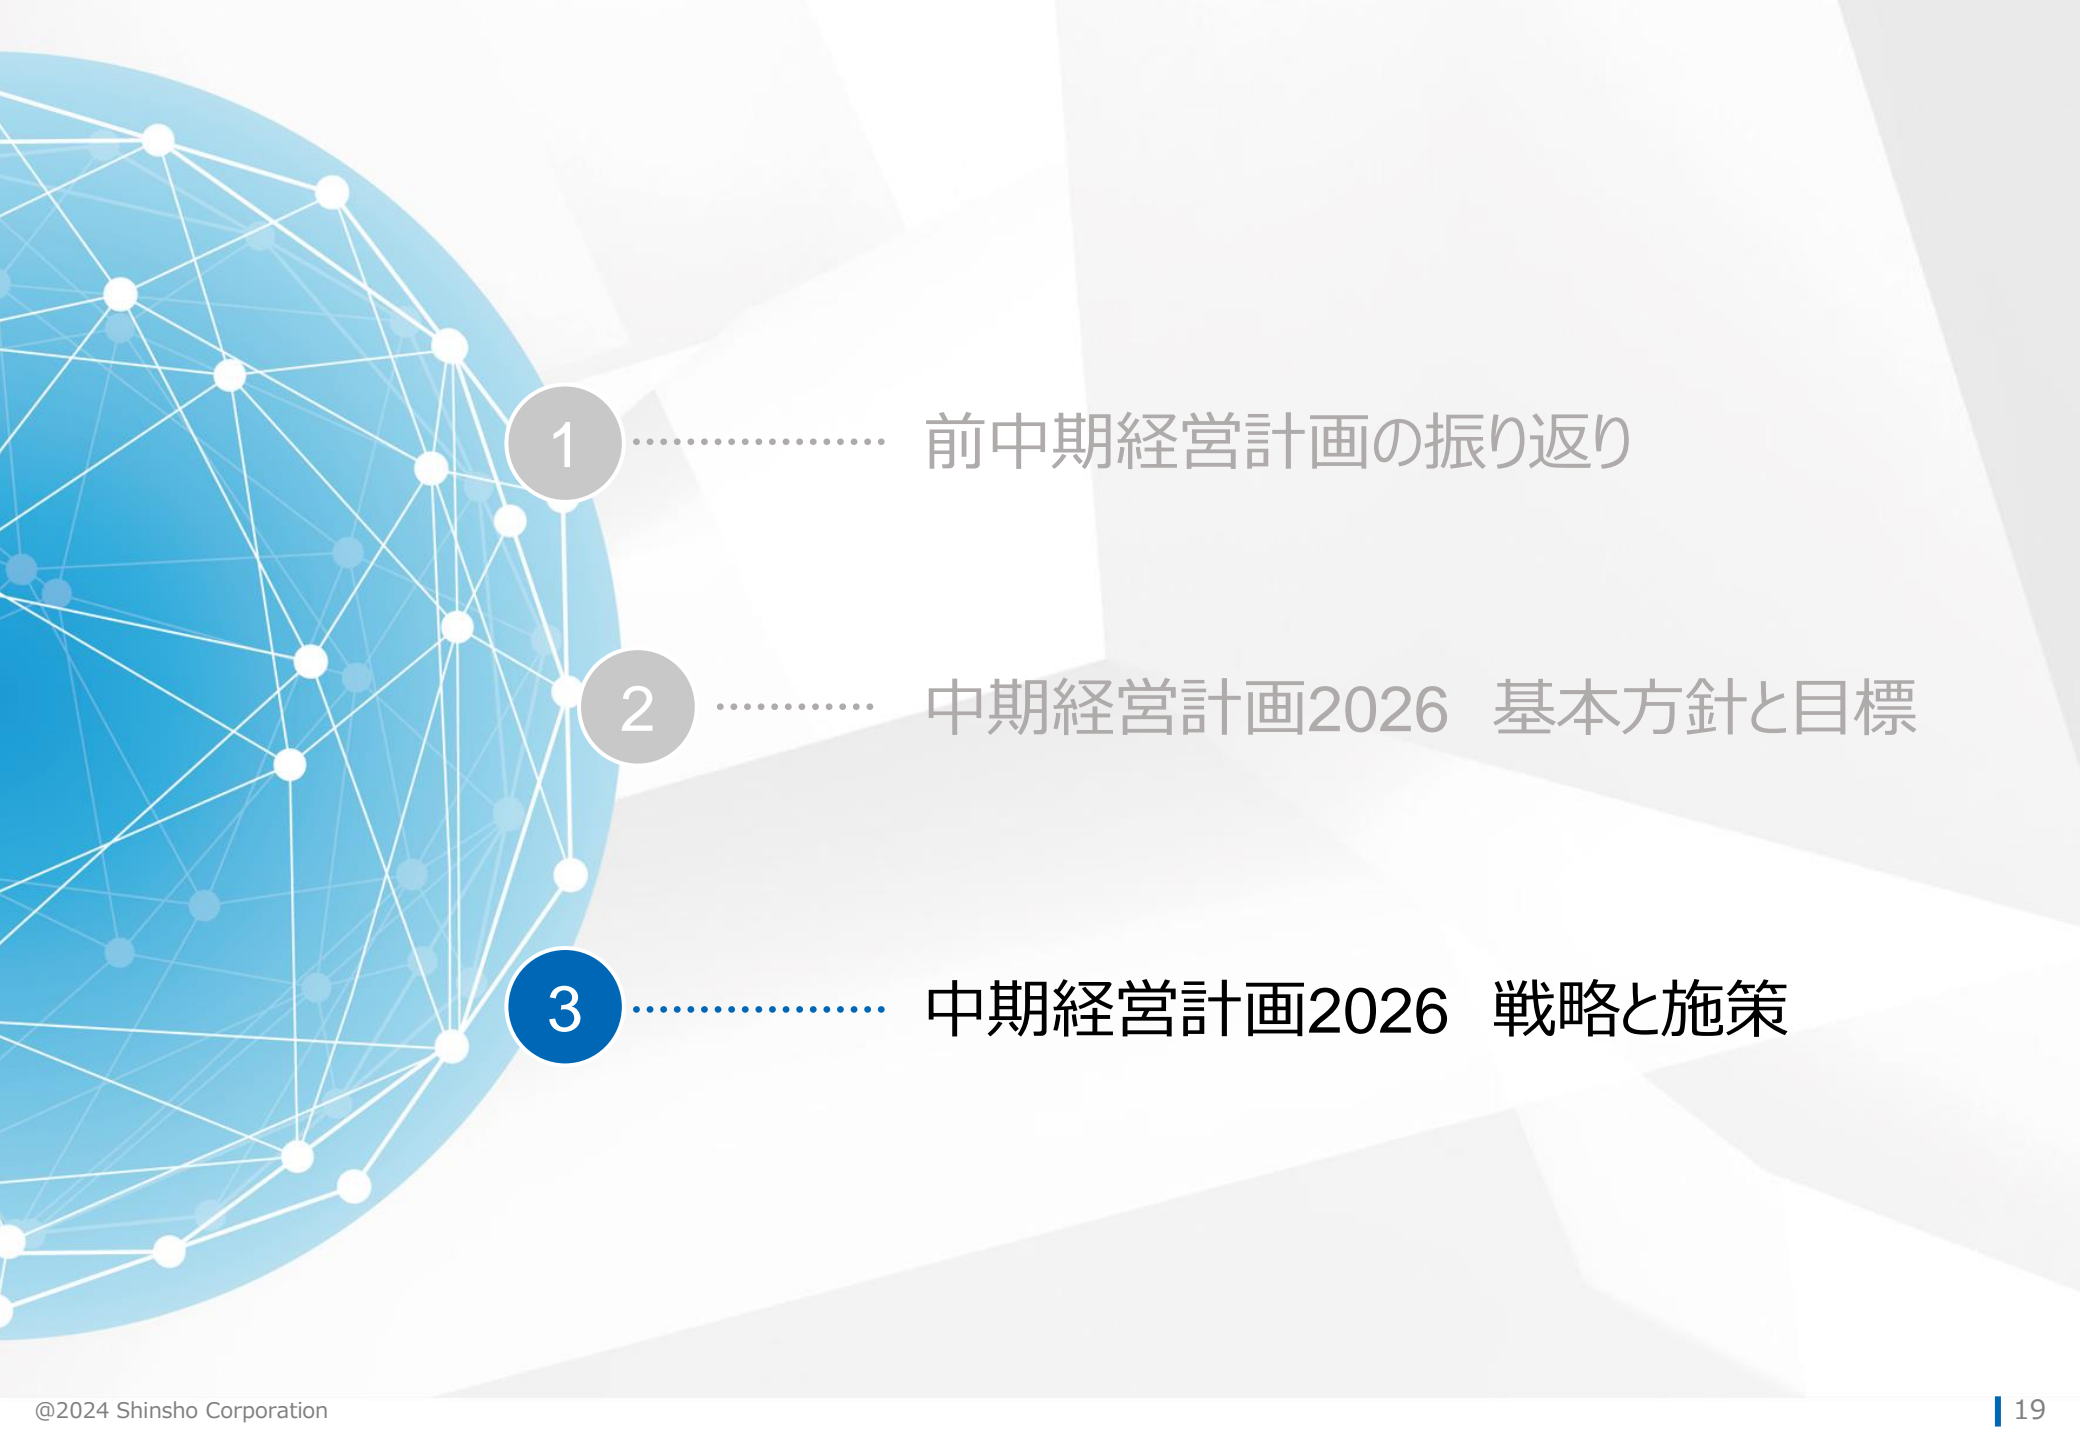 1 前中期経営計画の振り返り
2 中期経営計画2026　基本方針と目標
3 中期経営計画2026　戦略と施策
@2024 Shinsho Corporation
19